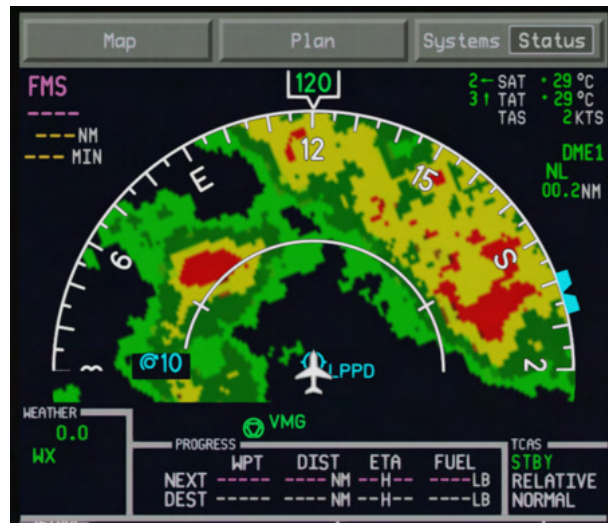 Map Plan Systems Status
FMS
120
2← SAT +29 °C
3↑ TAT +29 °C
TAS 2 KTS
----
---NM
--- MIN
DME1
NL
00.2NM
E 12 15 S
6
3 2
10
LPPD
VMG
WEATHER
0.0
WX
PROGRESS
WPT DIST ETA FUEL
NEXT ----- ----NM --H-- -----LB
DEST ----- ----NM --H-- -----LB
TCAS
STBY
RELATIVE
NORMAL